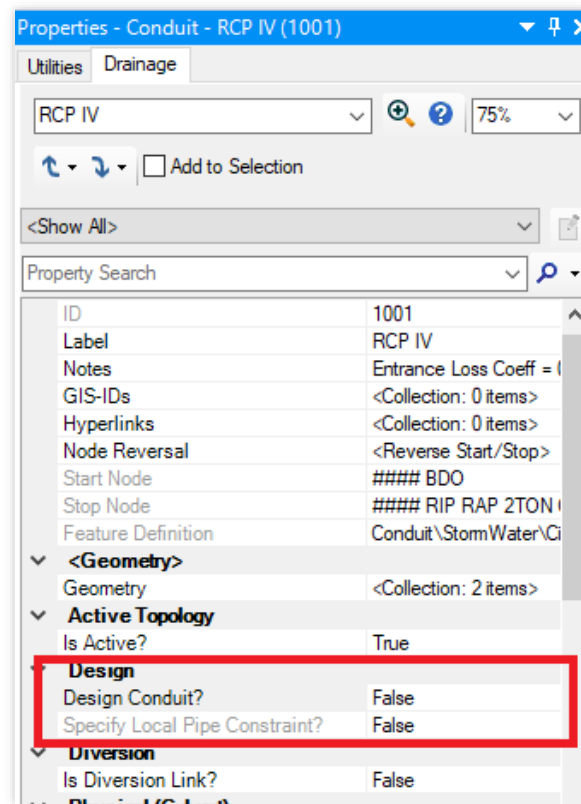 Properties - Conduit - RCP IV (1001)
Utilities Drainage
RCP IV 75%
Add to Selection
<Show All>
Property Search
ID 1001
Label RCP IV
Notes Entrance Loss Coeff =
GIS-IDs <Collection: 0 items>
Hyperlinks <Collection: 0 items>
Node Reversal <Reverse Start/Stop>
Start Node #### BDO
Stop Node #### RIP RAP 2TON
Feature Definition Conduit\StormWater\Ci
<Geometry>
Geometry <Collection: 2 items>
Active Topology
Is Active? True
Design
Design Conduit? False
Specify Local Pipe Constraint? False
Diversion
Is Diversion Link? False